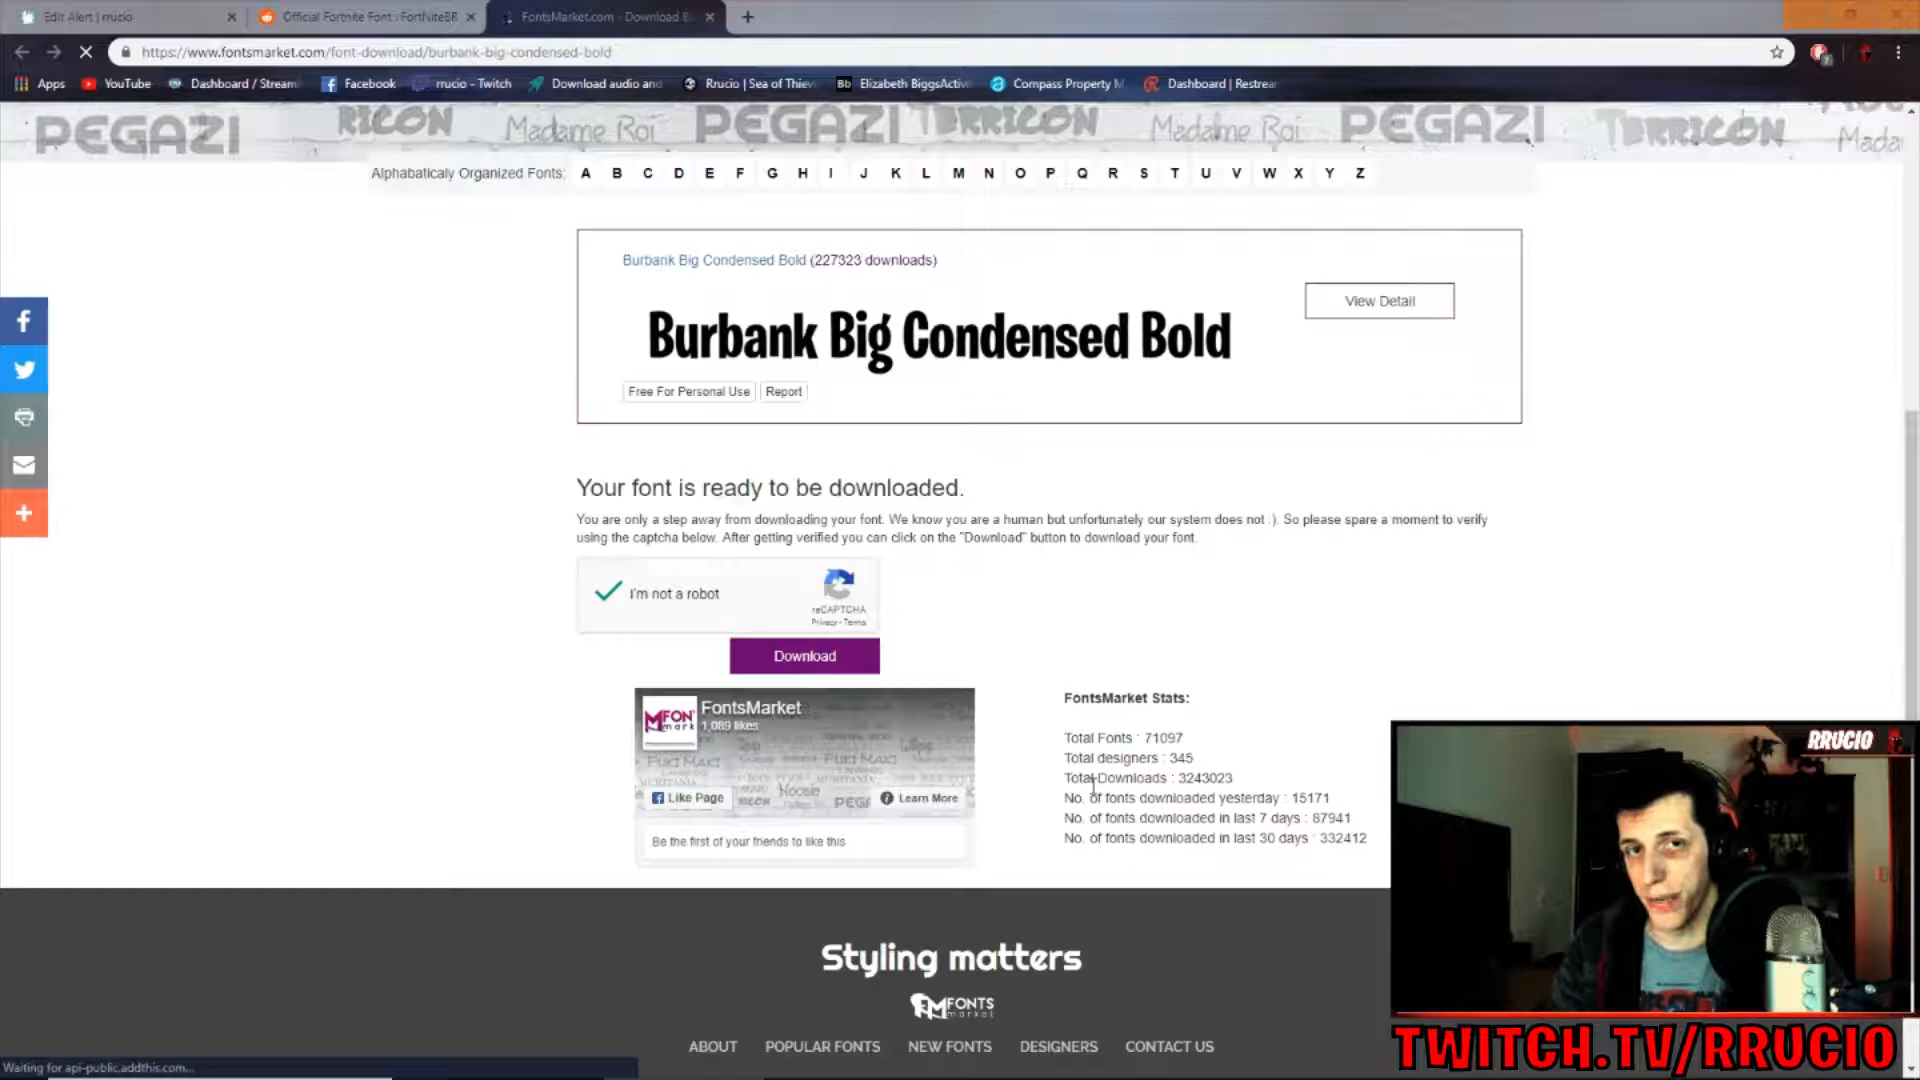 Edit Alert | rrucio
Official Fortnite Font : FortNiteBR
FontsMarket.com - Download B
https://www.fontsmarket.com/font-download/burbank-big-condensed-bold
Apps YouTube Dashboard / Stream Facebook rrucio - Twitch Download audio and Rrucio | Sea of Thiev Bb Elizabeth BiggsActiv Compass Property M Dashboard | Restrea
PEGAZI RICON Madame Roi PEGAZI TERRICON Madame Roi PEGAZI TERRICON Mada
Alphabaticaly Organized Fonts: A B C D E F G H I J K L M N O P Q R S T U V W X Y Z
Burbank Big Condensed Bold (227323 downloads)
View Detail
Burbank Big Condensed Bold
Free For Personal Use Report
Your font is ready to be downloaded.
You are only a step away from downloading your font. We know you are a human but unfortunately our system does not :). So please spare a moment to verify
using the captcha below. After getting verified you can click on the "Download" button to download your font.
I'm not a robot
reCAPTCHA
Privacy - Terms
Download
FontsMarket
1,089 likes
Like Page
Learn More
Be the first of your friends to like this
FontsMarket Stats:
Total Fonts : 71097
Total designers : 345
Total Downloads : 3243023
No. of fonts downloaded yesterday : 15171
No. of fonts downloaded in last 7 days : 87941
No. of fonts downloaded in last 30 days : 332412
RRUCIO
Styling matters
FONTS
market
ABOUT POPULAR FONTS NEW FONTS DESIGNERS CONTACT US
TWITCH.TV/RRUCIO
Waiting for api-public.addthis.com...